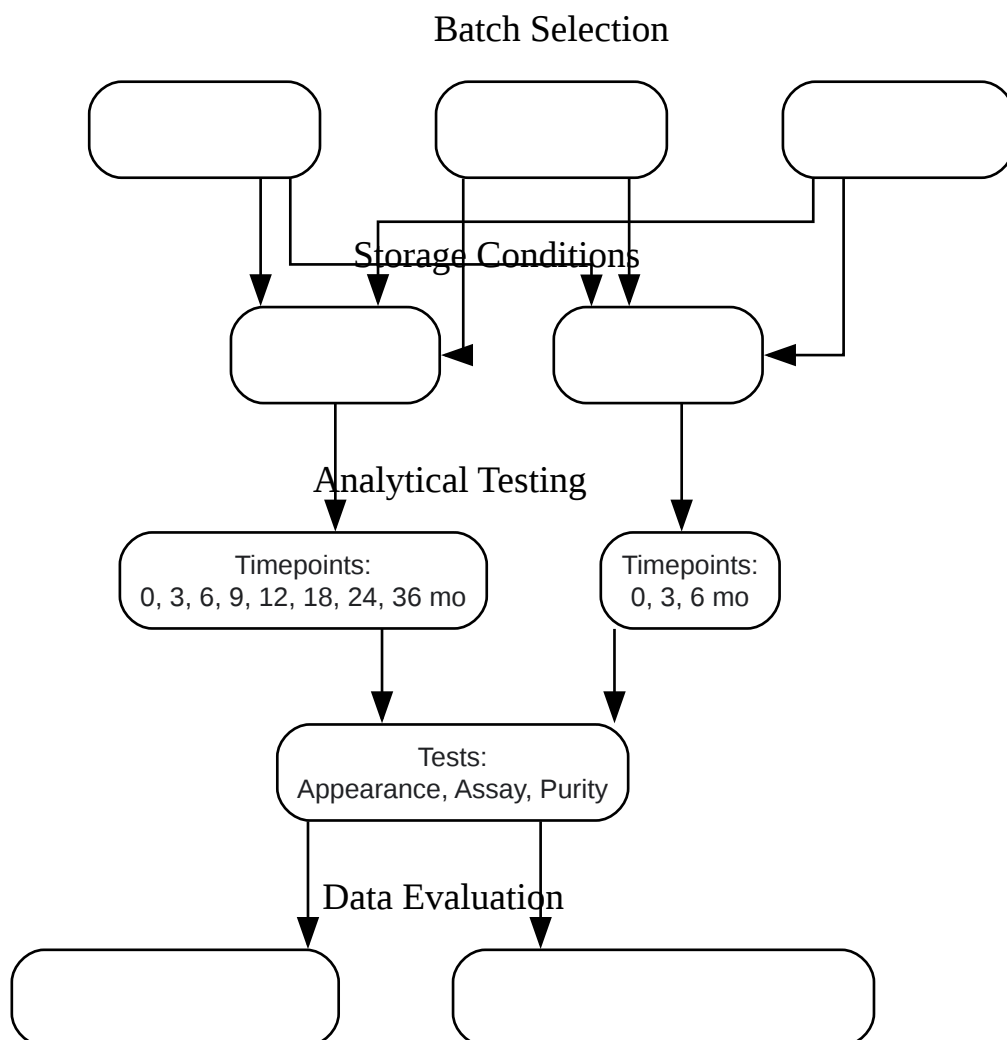 Batch Selection
Storage Conditions
Analytical Testing
Timepoints:
0, 3, 6, 9, 12, 18, 24, 36 mo
Timepoints:
0, 3, 6 mo
Tests:
Appearance, Assay, Purity
Data Evaluation